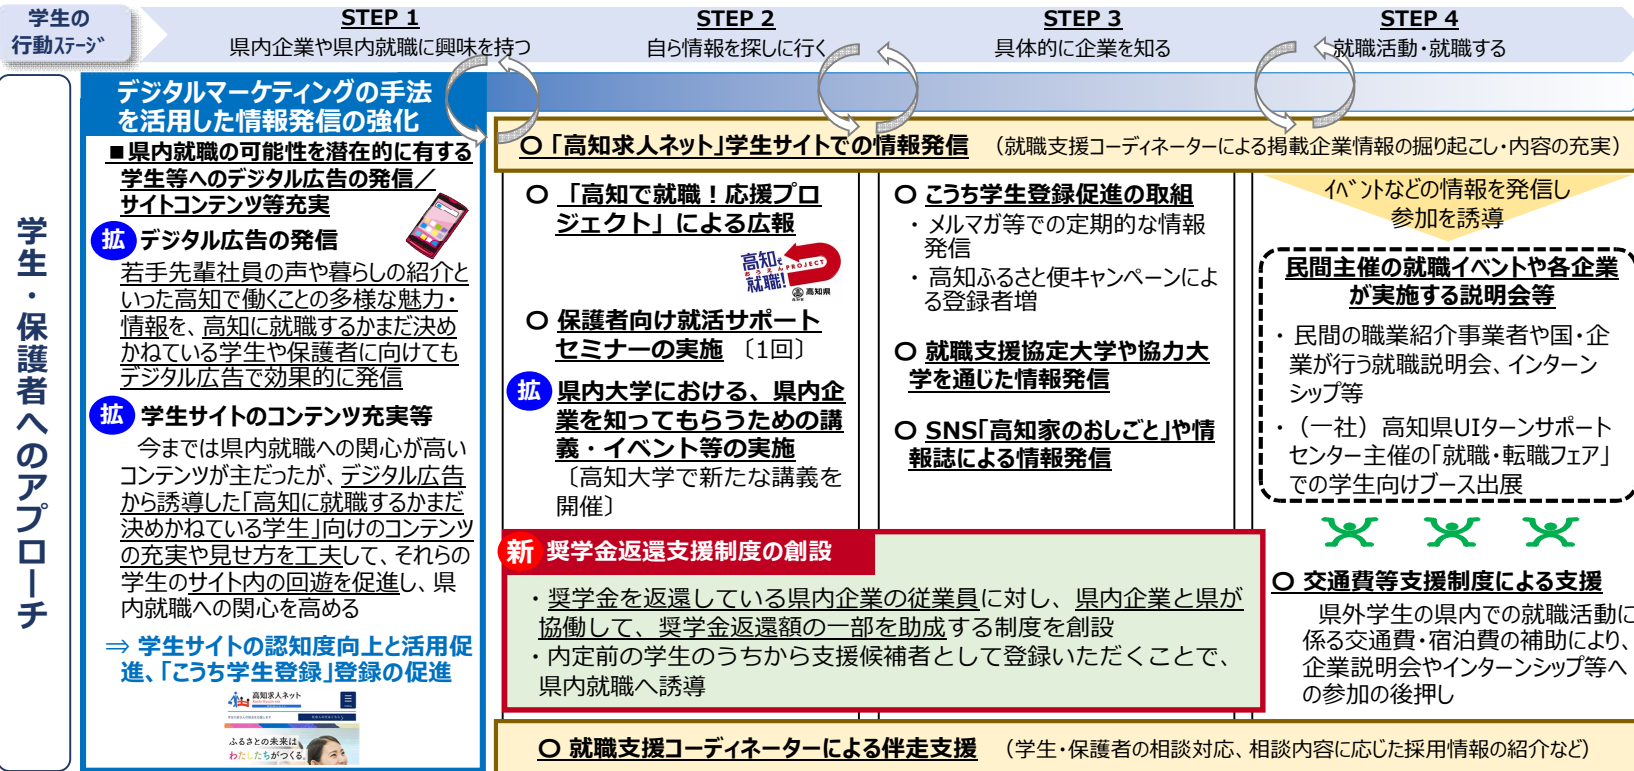 学生の
行動ステージ
STEP 1
県内企業や県内就職に興味を持つ
STEP 2
自ら情報を探しに行く
STEP 3
具体的に企業を知る
STEP 4
就職活動・就職する
学生・保護者へのアプローチ
デジタルマーケティングの手法
を活用した情報発信の強化
■県内就職の可能性を潜在的に有する
学生等へのデジタル広告の発信／
サイトコンテンツ等充実
拡 デジタル広告の発信
若手先輩社員の声や暮らしの紹介と
いった高知で働くことの多様な魅力・
情報を、高知に就職するかまだ決め
かねている学生や保護者に向けても
デジタル広告で効果的に発信
拡 学生サイトのコンテンツ充実等
今までは県内就職への関心が高い
コンテンツが主だったが、デジタル広告
から誘導した「高知に就職するかまだ
決めかねている学生」向けのコンテンツ
の充実や見せ方を工夫して、それらの
学生のサイト内の回遊を促進し、県
内就職への関心を高める
⇒ 学生サイトの認知度向上と活用促
進、「こうち学生登録」登録の促進
高知求人ネット
ふるさとの未来は
わたしたちがつくる。
○「高知求人ネット」学生サイトでの情報発信 （就職支援コーディネーターによる掲載企業情報の掘り起こし・内容の充実）
○ 「高知で就職！応援プロ
ジェクト」による広報
高知で
おうえん PROJECT
就職!
高知県
○ 保護者向け就活サポート
セミナーの実施 〔1回〕
拡 県内大学における、県内企
業を知ってもらうための講
義・イベント等の実施
〔高知大学で新たな講義を
開催〕
○ こうち学生登録促進の取組
・メルマガ等での定期的な情報
発信
・高知ふるさと便キャンペーンによ
る登録者増
○ 就職支援協定大学や協力大
学を通じた情報発信
○ SNS「高知家のおしごと」や情
報誌による情報発信
イベントなどの情報を発信し
参加を誘導
民間主催の就職イベントや各企業
が実施する説明会等
・民間の職業紹介事業者や国・企
業が行う就職説明会、インターン
シップ等
・（一社）高知県UIターンサポート
センター主催の「就職・転職フェア」
での学生向けブース出展
○ 交通費等支援制度による支援
県外学生の県内での就職活動に
係る交通費・宿泊費の補助により、
企業説明会やインターンシップ等へ
の参加の後押し
新 奨学金返還支援制度の創設
・奨学金を返還している県内企業の従業員に対し、県内企業と県が
協働して、奨学金返還額の一部を助成する制度を創設
・内定前の学生のうちから支援候補者として登録いただくことで、
県内就職へ誘導
○ 就職支援コーディネーターによる伴走支援 （学生・保護者の相談対応、相談内容に応じた採用情報の紹介など）